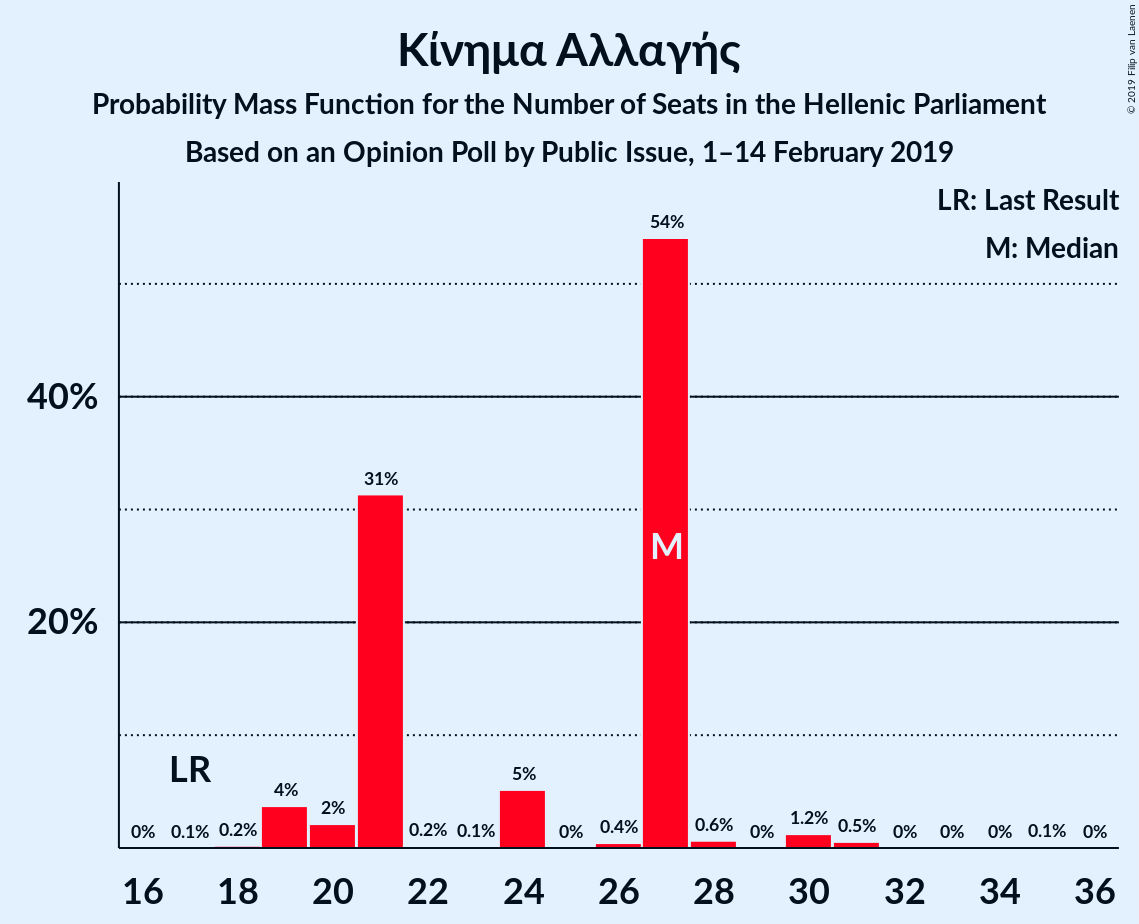 Κίνημα Αλλαγής
Probability Mass Function for the Number of Seats in the Hellenic Parliament
Based on an Opinion Poll by Public Issue, 1–14 February 2019
© 2019 Filip van Laenen
LR: Last Result
M: Median
54%
40%
31%
M
20%
LR
0% 0.1% 0.2% 4% 2% 0.2% 0.1% 5% 0% 0.4% 0.6% 0% 1.2% 0.5% 0% 0% 0% 0.1% 0%
16 18 20 22 24 26 28 30 32 34 36